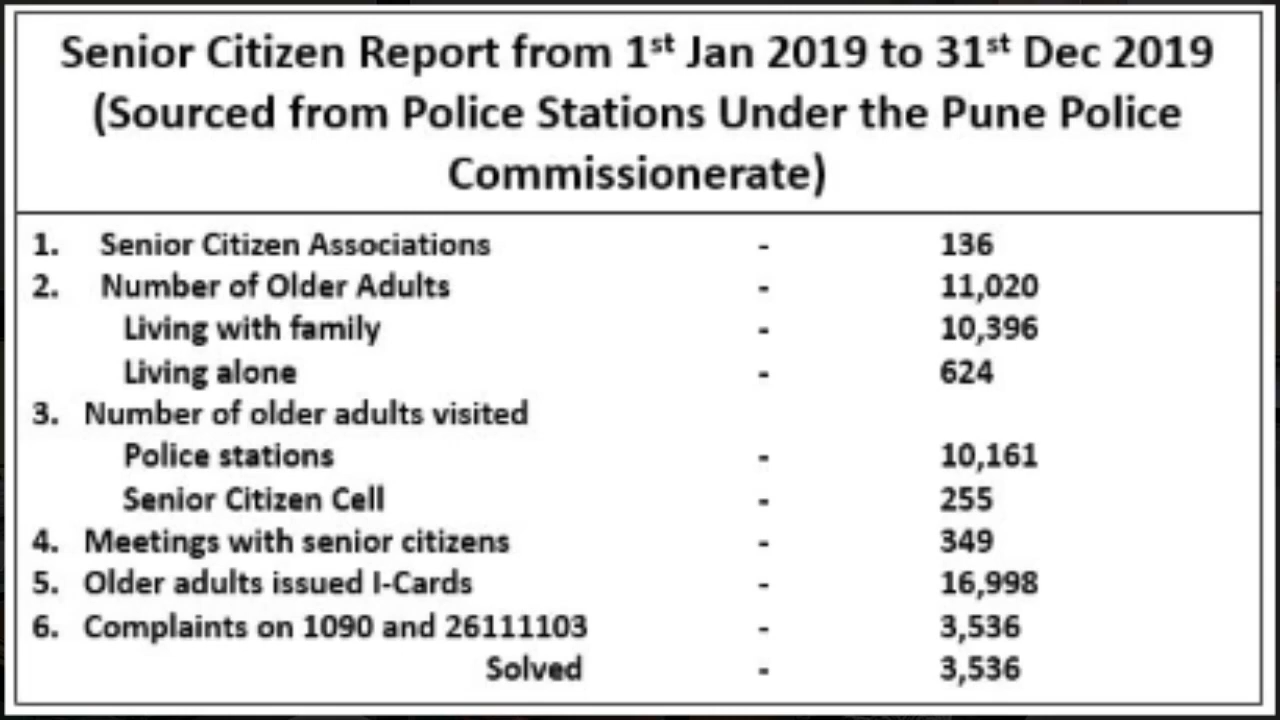 Senior Citizen Report from 1st Jan 2019 to 31st Dec 2019
(Sourced from Police Stations Under the Pune Police
Commissionerate)
1. Senior Citizen Associations - 136
2. Number of Older Adults - 11,020
Living with family - 10,396
Living alone - 624
3. Number of older adults visited
Police stations - 10,161
Senior Citizen Cell - 255
4. Meetings with senior citizens - 349
5. Older adults issued I-Cards - 16,998
6. Complaints on 1090 and 26111103 - 3,536
Solved - 3,536